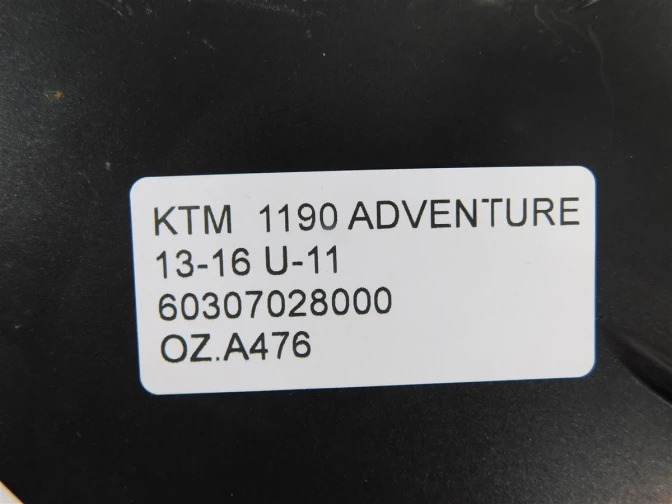 KTM 1190 ADVENTURE
13-16 U-11
60307028000
OZ.A476